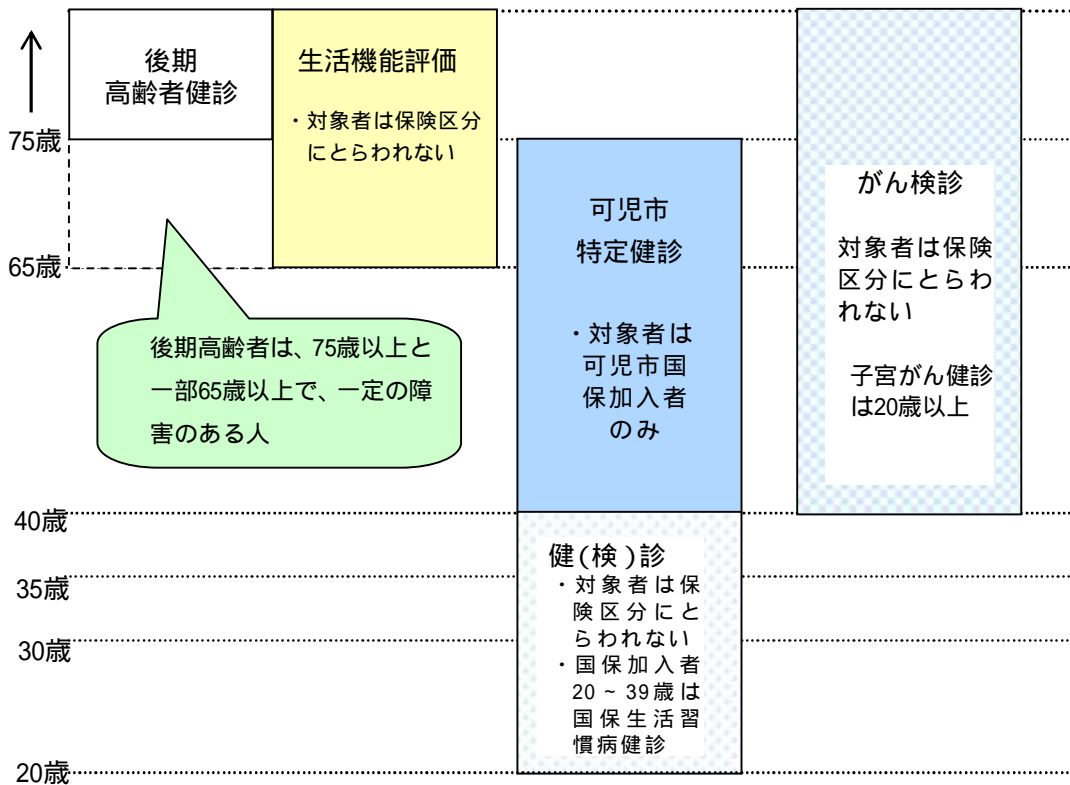 後期
高齢者健診
生活機能評価
・対象者は保険区分
にとらわれない
75歳
65歳
後期高齢者は、75歳以上と
一部65歳以上で、一定の障
害のある人
可児市
特定健診
・対象者は
可児市国
保加入者
のみ
がん検診
対象者は保険
区分にとらわ
れない
子宮がん健診
は20歳以上
40歳
35歳
30歳
20歳
健(検)診
・対象者は保
険区分にと
らわれない
・国保加入者
20~39歳は
国保生活習
慣病健診